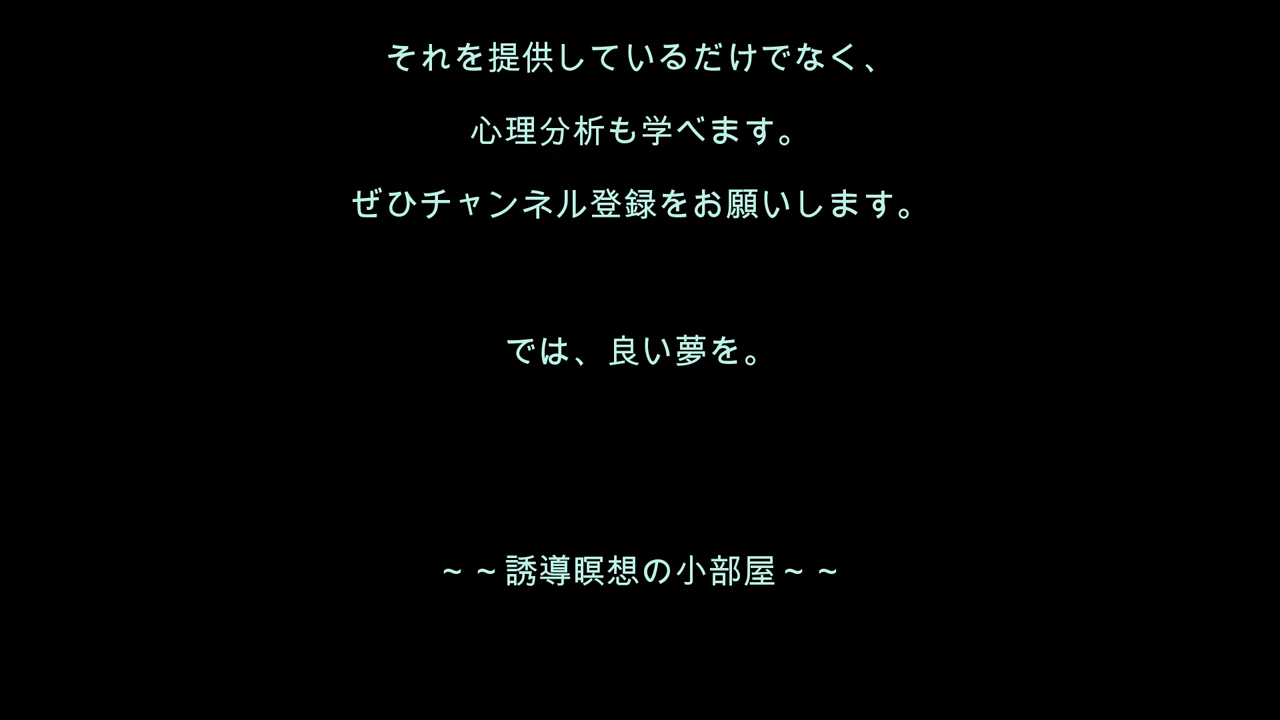 それを提供しているだけでなく、
心理分析も学べます。
ぜひチャンネル登録をお願いします。
では、良い夢を。
~ ~誘導瞑想の小部屋~ ~